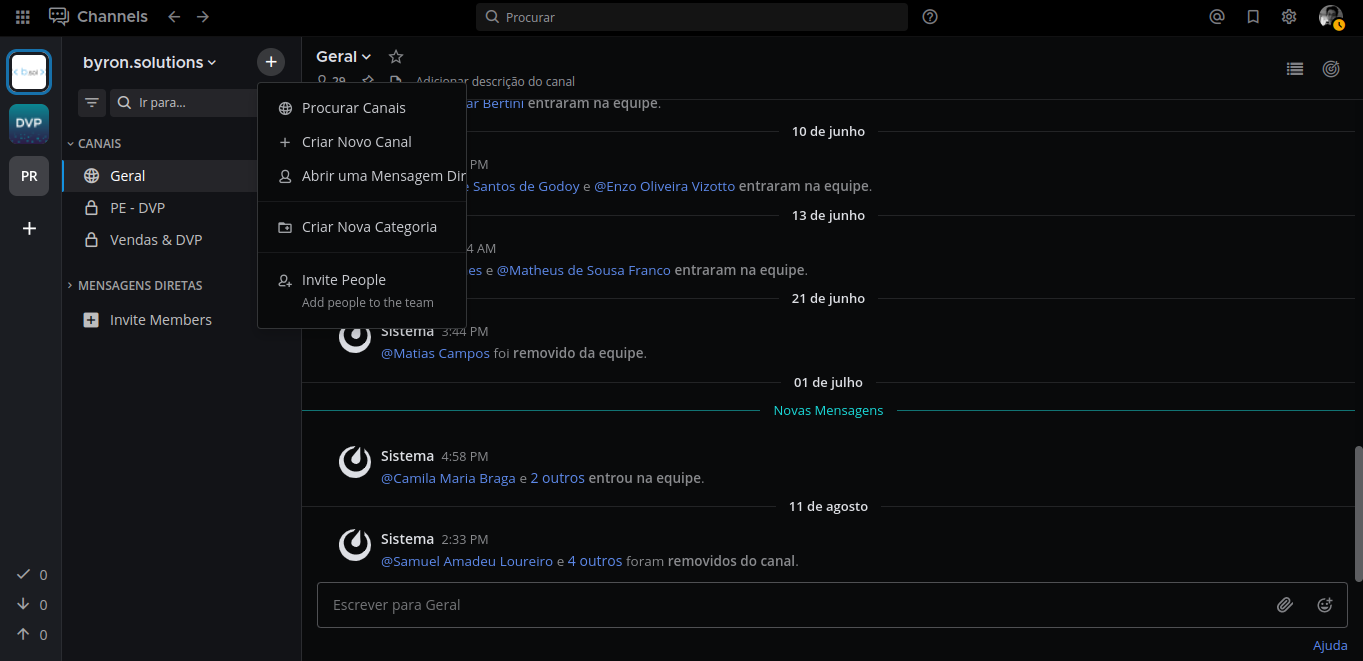 Channels
Procurar
b.sol
DVP
PR
byron.solutions
Ir para...
CANAIS
Geral
PE - DVP
Vendas & DVP
MENSAGENS DIRETAS
Invite Members
0
0
0
Procurar Canais
Criar Novo Canal
Abrir uma Mensagem Dir
Criar Nova Categoria
Invite People
Add people to the team
Geral
29
Adicionar descrição do canal
ar Bertini entraram na equipe.
10 de junho
PM
Santos de Godoy e @Enzo Oliveira Vizotto entraram na equipe.
13 de junho
4 AM
es e @Matheus de Sousa Franco entraram na equipe.
21 de junho
Sistema 3:44 PM
@Matias Campos foi removido da equipe.
01 de julho
Novas Mensagens
Sistema 4:58 PM
@Camila Maria Braga e 2 outros entrou na equipe.
11 de agosto
Sistema 2:33 PM
@Samuel Amadeu Loureiro e 4 outros foram removidos do canal.
Escrever para Geral
Ajuda